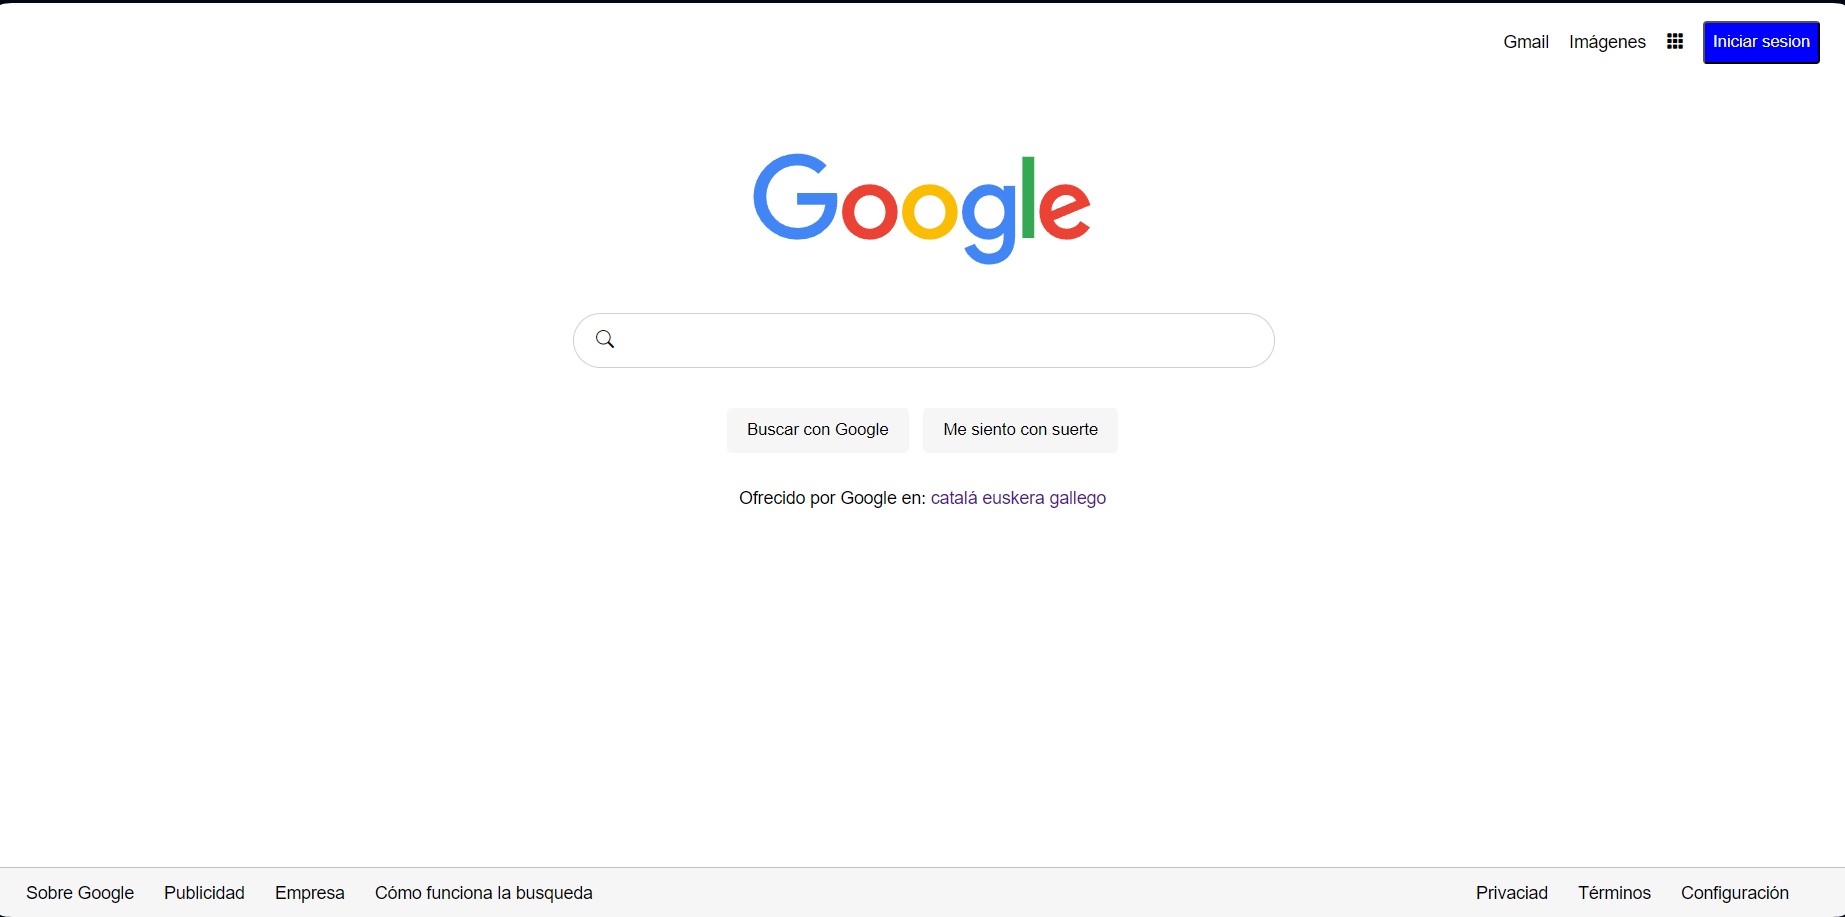 Gmail Imágenes Iniciar sesion
Google
Buscar con Google Me siento con suerte
Ofrecido por Google en: catalá euskera gallego
Sobre Google Publicidad Empresa Cómo funciona la busqueda Privaciad Términos Configuración